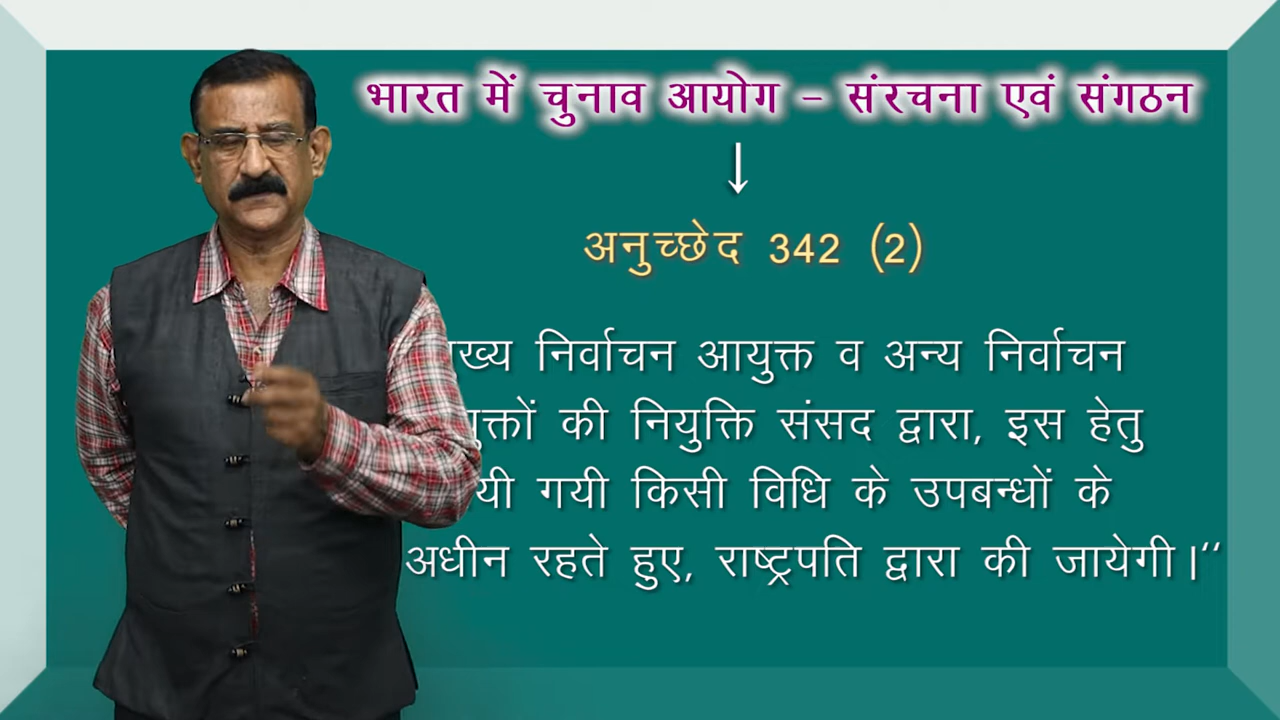 भारत में चुनाव आयोग – संरचना एवं संगठन
↓
अनुच्छेद 342 (2)
निर्वाचन आयुक्त व अन्य निर्वाचन
की नियुक्ति संसद द्वारा, इस हेतु
गयी किसी विधि के उपबन्धों के
अधीन रहते हुए, राष्ट्रपति द्वारा की जायेगी।‘‘